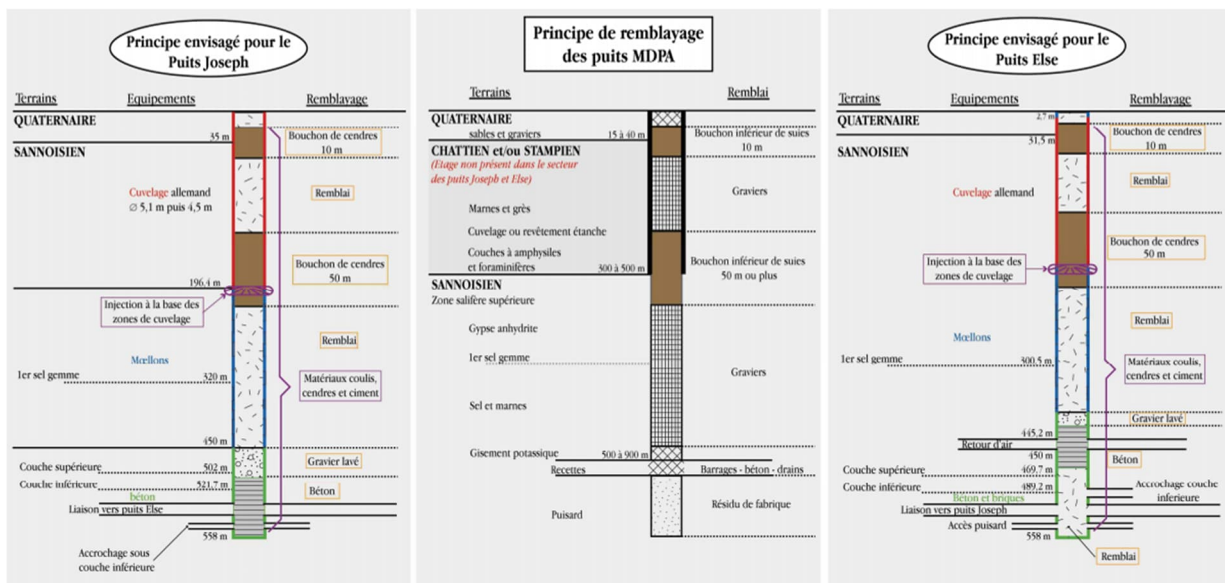 Principe envisagé pour le
Puits Joseph
Terrains
Equipements
Remblavage
QUATERNAIRE
35 m
Bouchon de cendres
10 m
SANNOISIEN
Cuvelage allemand
∅ 5,1 m puis 4,5 m
Remblai
Bouchon de cendres
50 m
196,4 m
Injection à la base des
zones de cuvelage
Remblai
Mœllons
1er sel gemme
320 m
Matériaux coulis,
cendres et ciment
450 m
Couche supérieure
502 m
Gravier lavé
Couche inférieure
521,7 m
Béton
béton
Liaison vers puits Else
558 m
Accrochage sous
couche inférieure
Principe de remblayage
des puits MDPA
Terrains
Remblai
QUATERNAIRE
sables et graviers
15 à 40 m
Bouchon inférieur de suies
10 m
CHATTIEN et/ou STAMPIEN
(Etage non présent dans le secteur
des puits Joseph et Else)
Graviers
Marnes et grès
Cuvelage ou revêtement étanche
Couches à amphysiles
et foraminifères
300 à 500 m
Bouchon inférieur de suies
50 m ou plus
SANNOISIEN
Zone salifère supérieure
Gypse anhydrite
1er sel gemme
Graviers
Sel et marnes
Gisement potassique
500 à 900 m
Recettes
Barrages - béton - drains
Puisard
Résidu de fabrique
Principe envisagé pour le
Puits Else
Terrains
Equipements
Remblavage
2,7 m
QUATERNAIRE
31,5 m
Bouchon de cendres
10 m
SANNOISIEN
Remblai
Cuvelage allemand
Bouchon de cendres
50 m
Injection à la base des
zones de cuvelage
Remblai
Mœllons
1er sel gemme
300,5 m
Matériaux coulis,
cendres et ciment
Gravier lavé
445,2 m
Retour d'air
450 m
Béton
Couche supérieure
469,7 m
Couche inférieure
489,2 m
Accrochage couche
inferieure
Béton et briques
Liaison vers puits Joseph
Accès puisard
558 m
Remblai